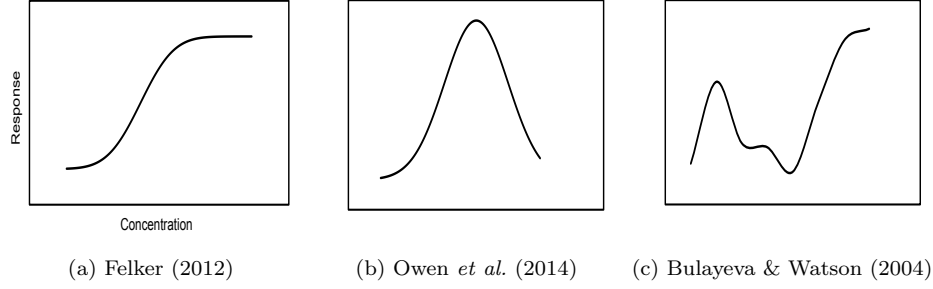 Response
Concentration
(a) Felker (2012)
(b) Owen et al. (2014)
(c) Bulayeva & Watson (2004)